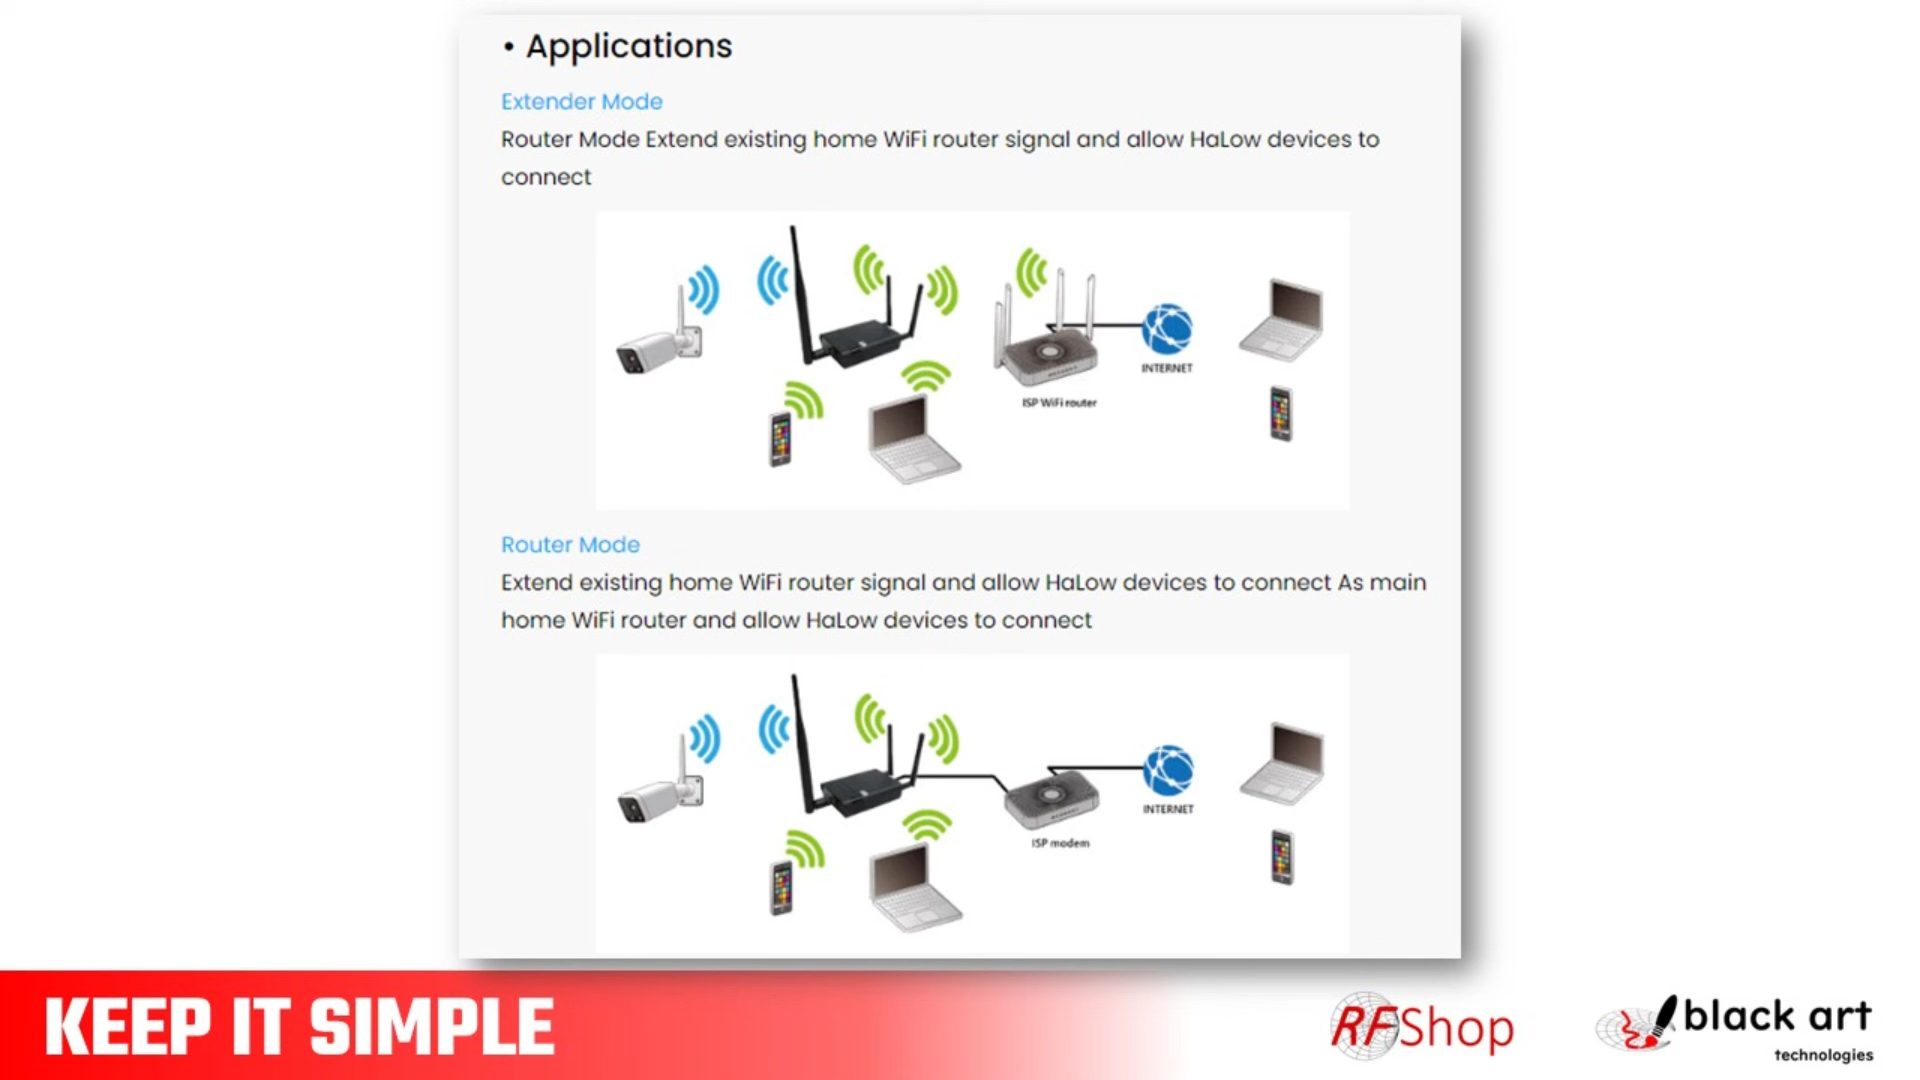 • Applications
Extender Mode
Router Mode Extend existing home WiFi router signal and allow HaLow devices to
connect
INTERNET
ISP WiFi router
Router Mode
Extend existing home WiFi router signal and allow HaLow devices to connect As main
home WiFi router and allow HaLow devices to connect
INTERNET
ISP modem
KEEP IT SIMPLE
RFShop
black art
technologies